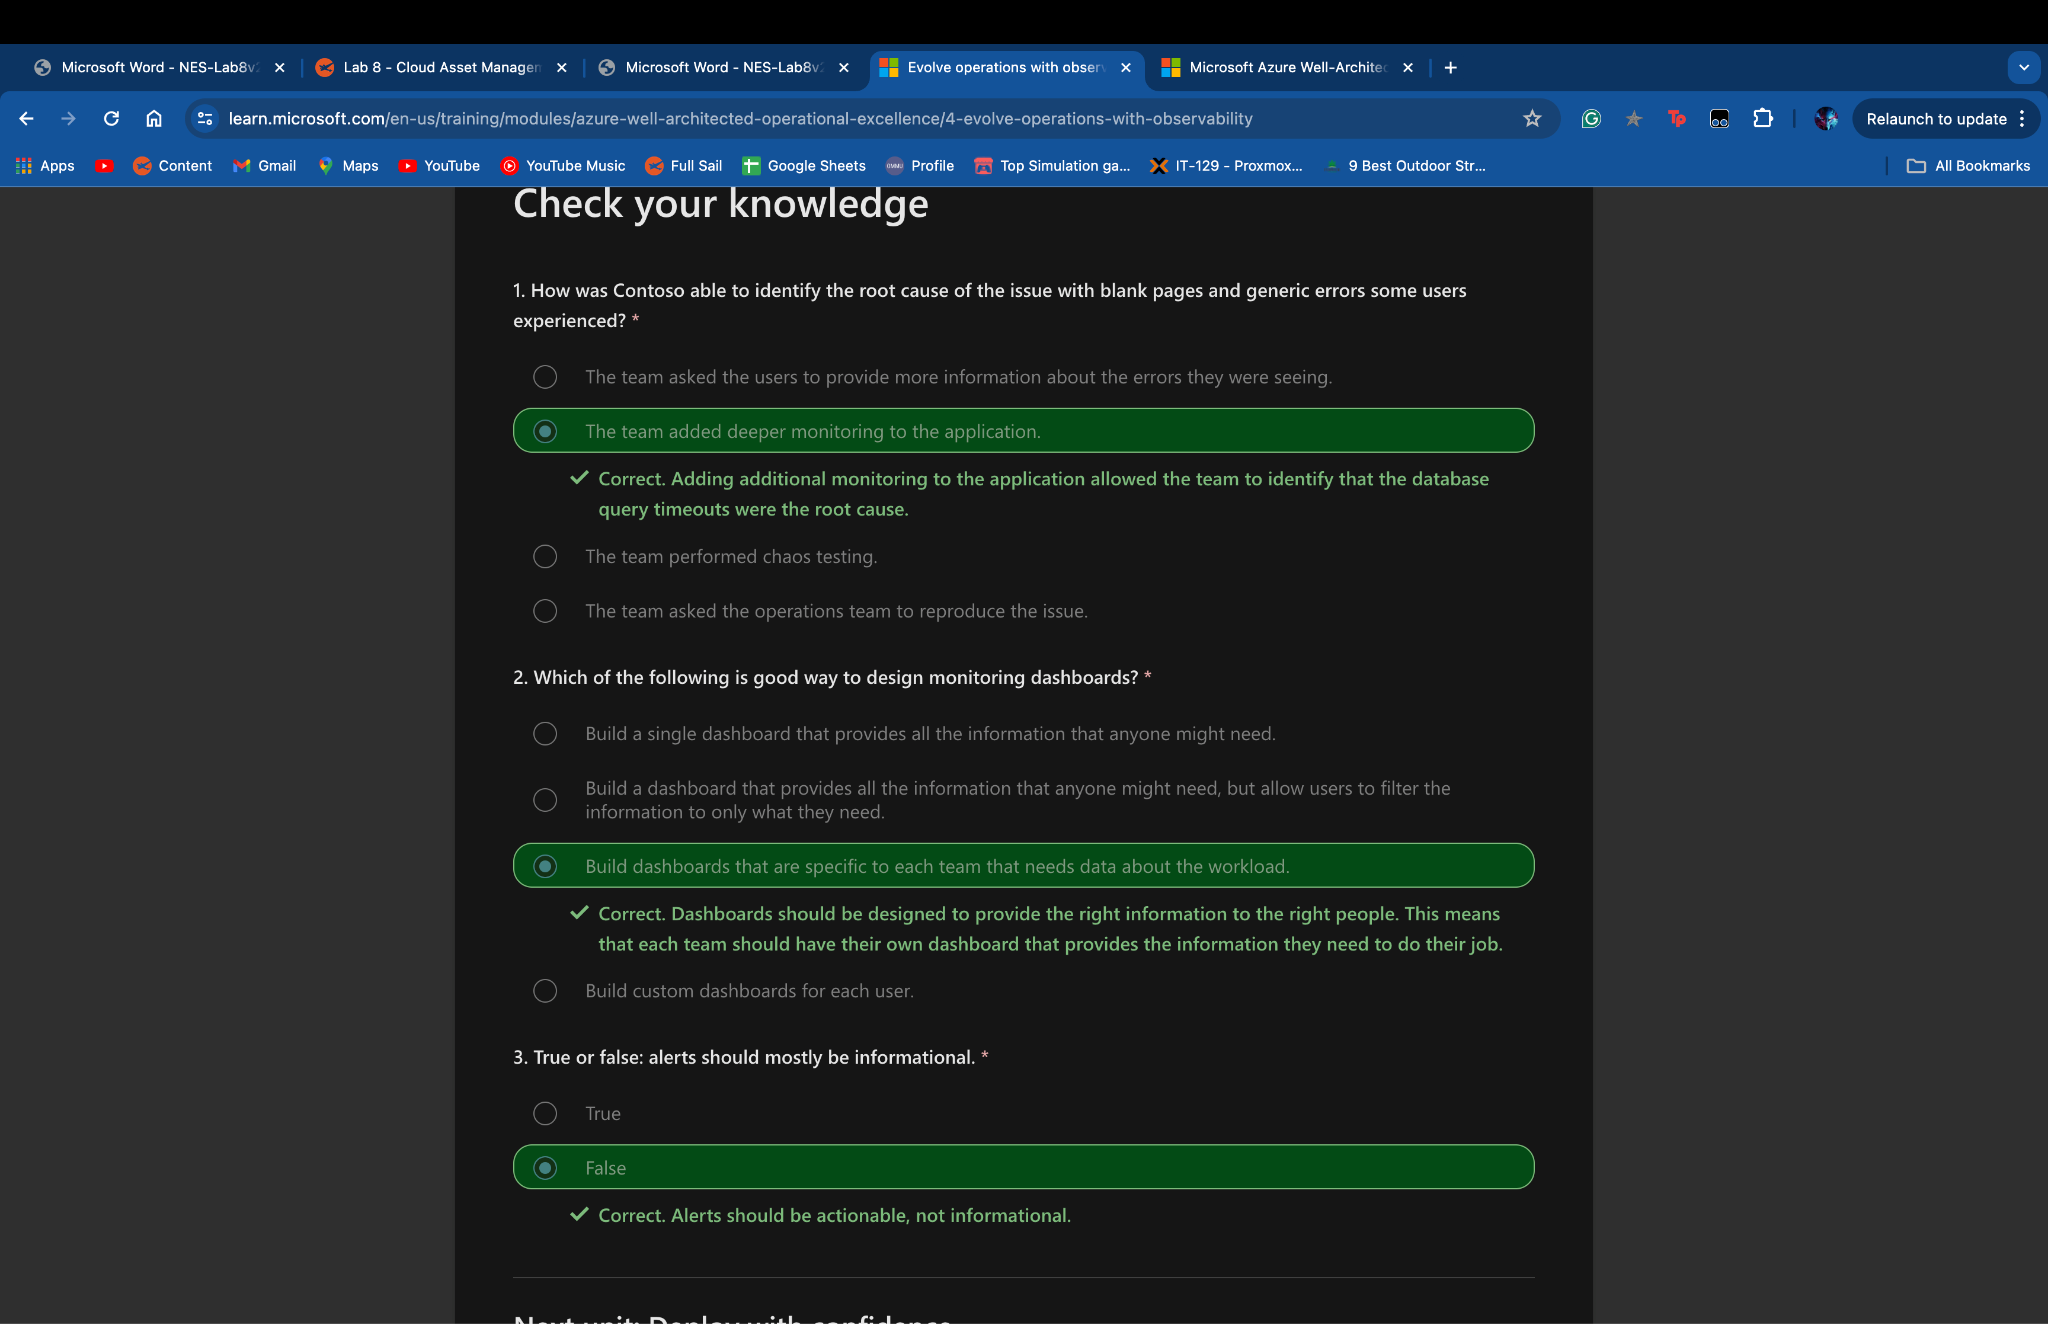 Microsoft Word - NES-Lab8v
Lab 8 - Cloud Asset Managem
Microsoft Word - NES-Lab8v
Evolve operations with observ
Microsoft Azure Well-Architec
learn.microsoft.com/en-us/training/modules/azure-well-architected-operational-excellence/4-evolve-operations-with-observability
Tp
Relaunch to update
Apps
Content
Gmail
Maps
YouTube
YouTube Music
Full Sail
Google Sheets
Profile
Top Simulation ga...
IT-129 - Proxmox...
9 Best Outdoor Str...
All Bookmarks
Check your knowledge
1. How was Contoso able to identify the root cause of the issue with blank pages and generic errors some users
experienced? *
The team asked the users to provide more information about the errors they were seeing.
The team added deeper monitoring to the application.
Correct. Adding additional monitoring to the application allowed the team to identify that the database
query timeouts were the root cause.
The team performed chaos testing.
The team asked the operations team to reproduce the issue.
2. Which of the following is good way to design monitoring dashboards? *
Build a single dashboard that provides all the information that anyone might need.
Build a dashboard that provides all the information that anyone might need, but allow users to filter the
information to only what they need.
Build dashboards that are specific to each team that needs data about the workload.
Correct. Dashboards should be designed to provide the right information to the right people. This means
that each team should have their own dashboard that provides the information they need to do their job.
Build custom dashboards for each user.
3. True or false: alerts should mostly be informational. *
True
False
Correct. Alerts should be actionable, not informational.
Next unit: Deploy with confidence